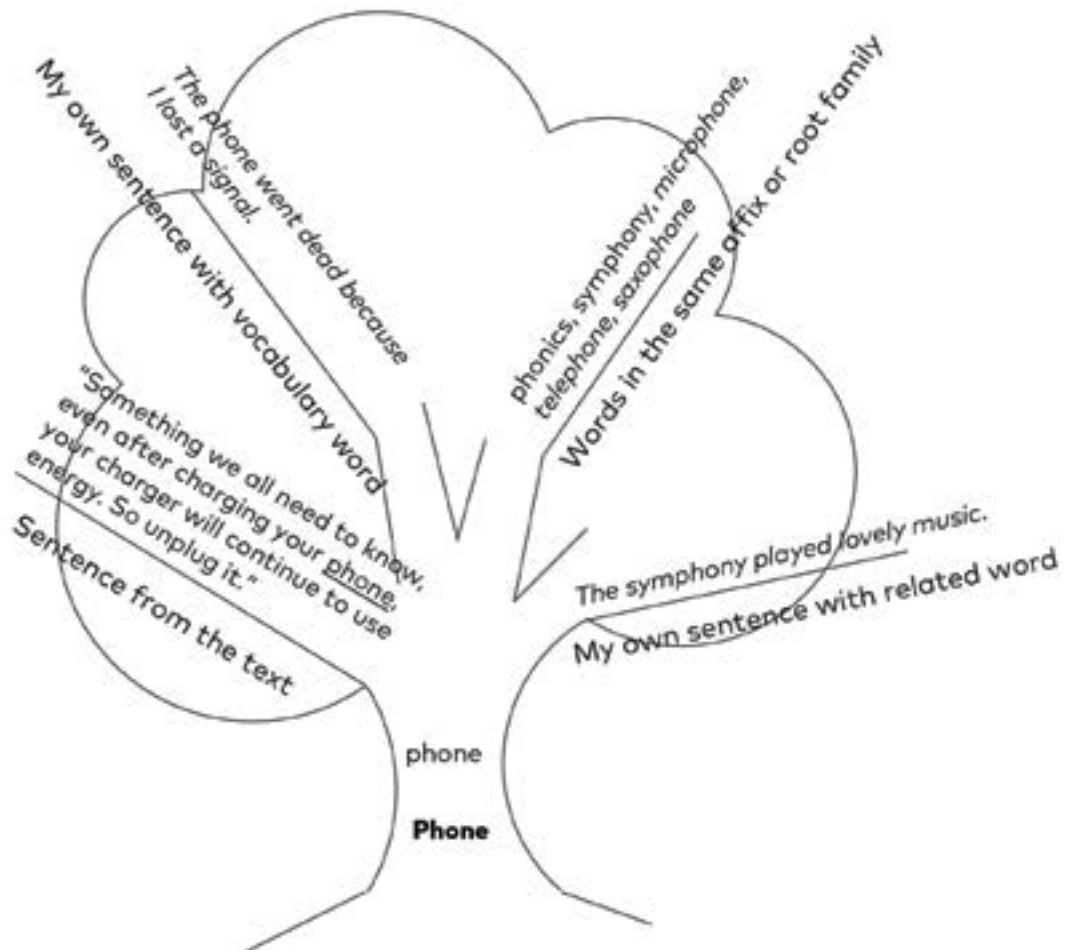 The phone went dead because
I lost a signal.
My own sentence with vocabulary word
phonics, symphony, microphone,
telephone, saxophone
Words in the same affix or root family
“Something we all need to know,
even after charging your phone,
your charger will continue to use
energy. So unplug it.”
Sentence from the text
The symphony played lovely music.
My own sentence with related word
phone
Phone